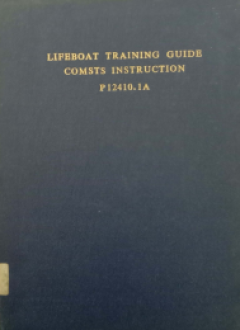 LIFEBOAT TRAINING GUIDE
COMSTS INSTRUCTION
P12410.1A